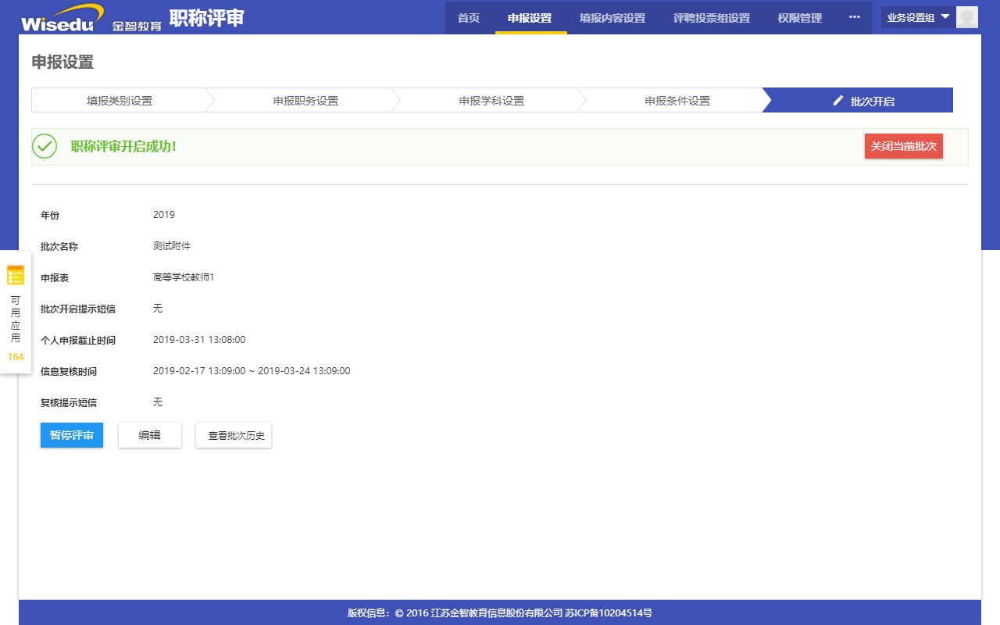 Wisedu 金智教育 职称评审 首页 申报设置 填报内容设置 评聘投票组设置 权限管理 ··· 业务设置组
申报设置
填报类别设置 申报职务设置 申报学科设置 申报条件设置 批次开启
职称评审开启成功! 关闭当前批次
年份 2019
批次名称 测试附件
申报表 高等学校教师1
批次开启提示短信 无
个人申报截止时间 2019-03-31 13:08:00
信息复核时间 2019-02-17 13:09:00 ~ 2019-03-24 13:09:00
复核提示短信 无
暂停评审 编辑 查看批次历史
可
用
应
用
164
版权信息：© 2016 江苏金智教育信息股份有限公司 苏ICP备10204514号